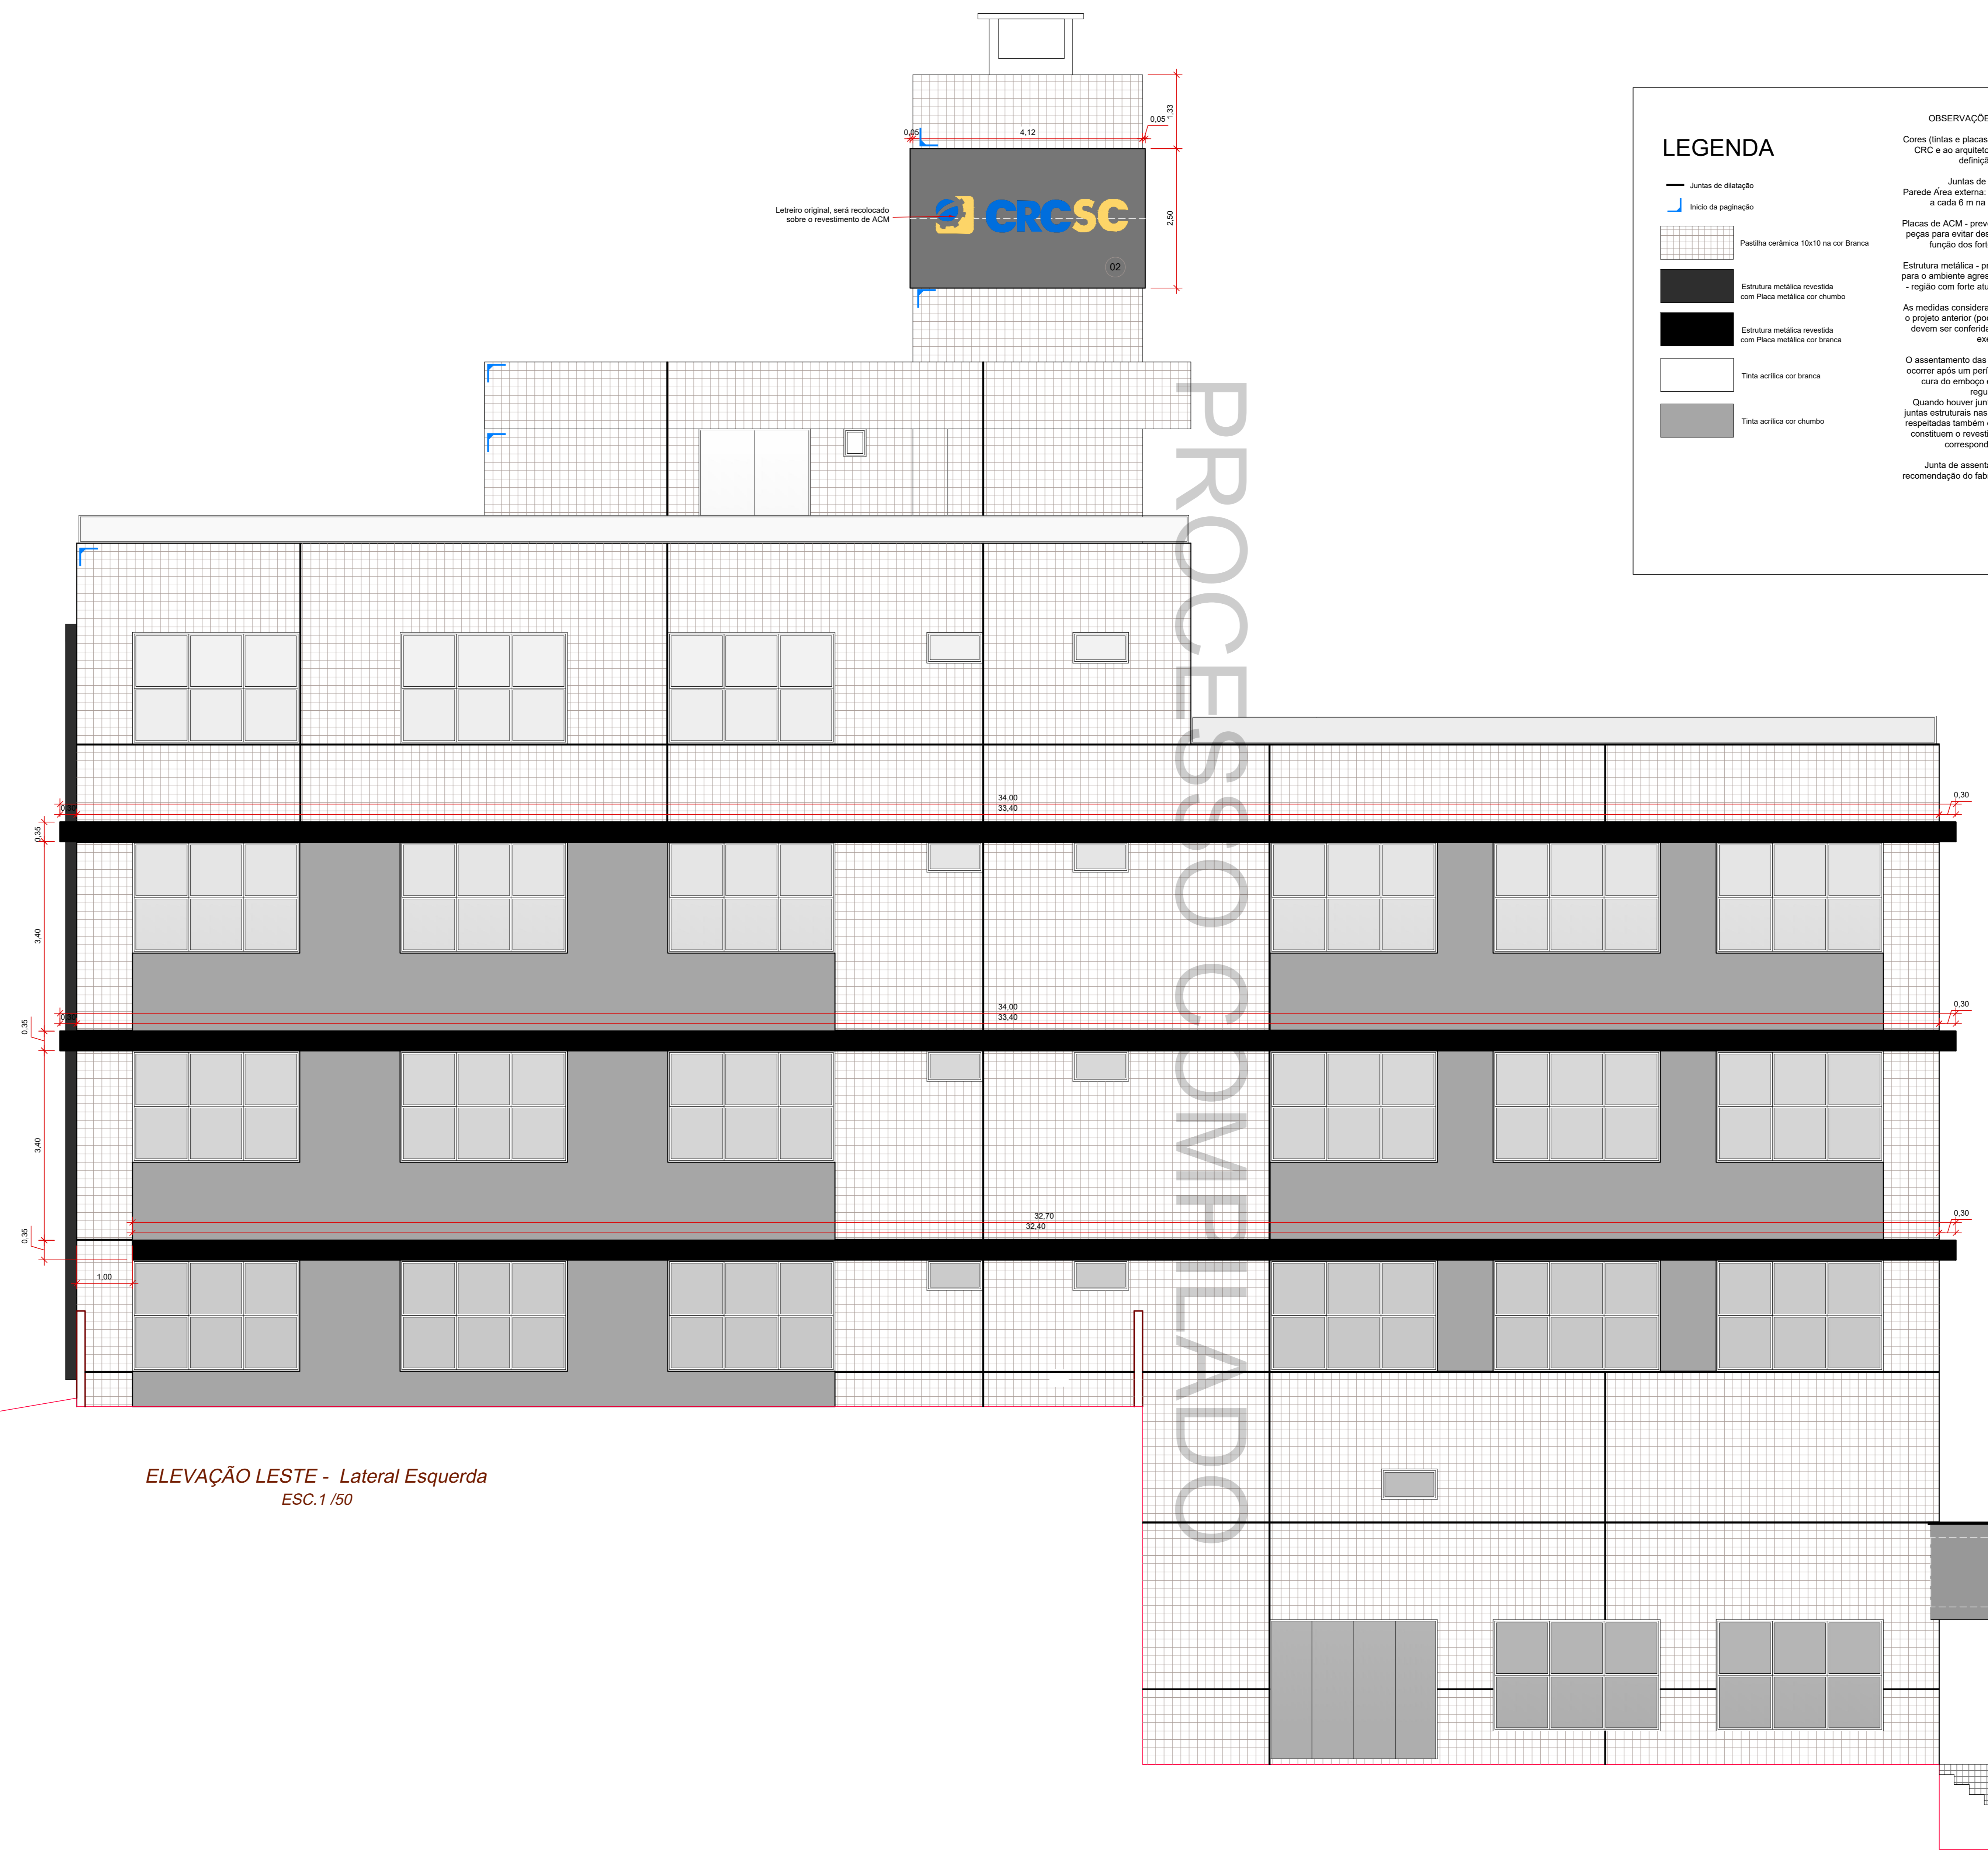 1,33
0,05
0,05
4,12
Letreiro original, será recolocado
sobre o revestimento de ACM
CRCSC
2,50
02
LEGENDA
Juntas de dilatação
Inicio da paginação
Pastilha cerâmica 10x10 na cor Branca
Estrutura metálica revestida
com Placa metálica cor chumbo
Estrutura metálica revestida
com Placa metálica cor branca
Tinta acrílica cor branca
Tinta acrílica cor chumbo
OBSERVAÇÕE
Cores (tintas e placas
CRC e ao arquiteto
definiçã
Juntas de
Parede Área externa:
a cada 6 m na
Placas de ACM - prev
peças para evitar des
função dos fort
Estrutura metálica - pr
para o ambiente agres
- região com forte atu
As medidas considera
o projeto anterior (pod
devem ser conferida
exe
O assentamento das
ocorrer após um perí
cura do emboço
regu
Quando houver junt
juntas estruturais nas
respeitadas também
constituem o revesti
correspond
Junta de assenta
recomendação do fab
PROCESSO COMPILADO
34,00
0,30
33,40
0,30
0,35
3,40
34,00
0,30
33,40
0,30
0,35
3,40
32,70
32,40
0,30
0,35
1,00
ELEVAÇÃO LESTE - Lateral Esquerda
ESC.1 /50